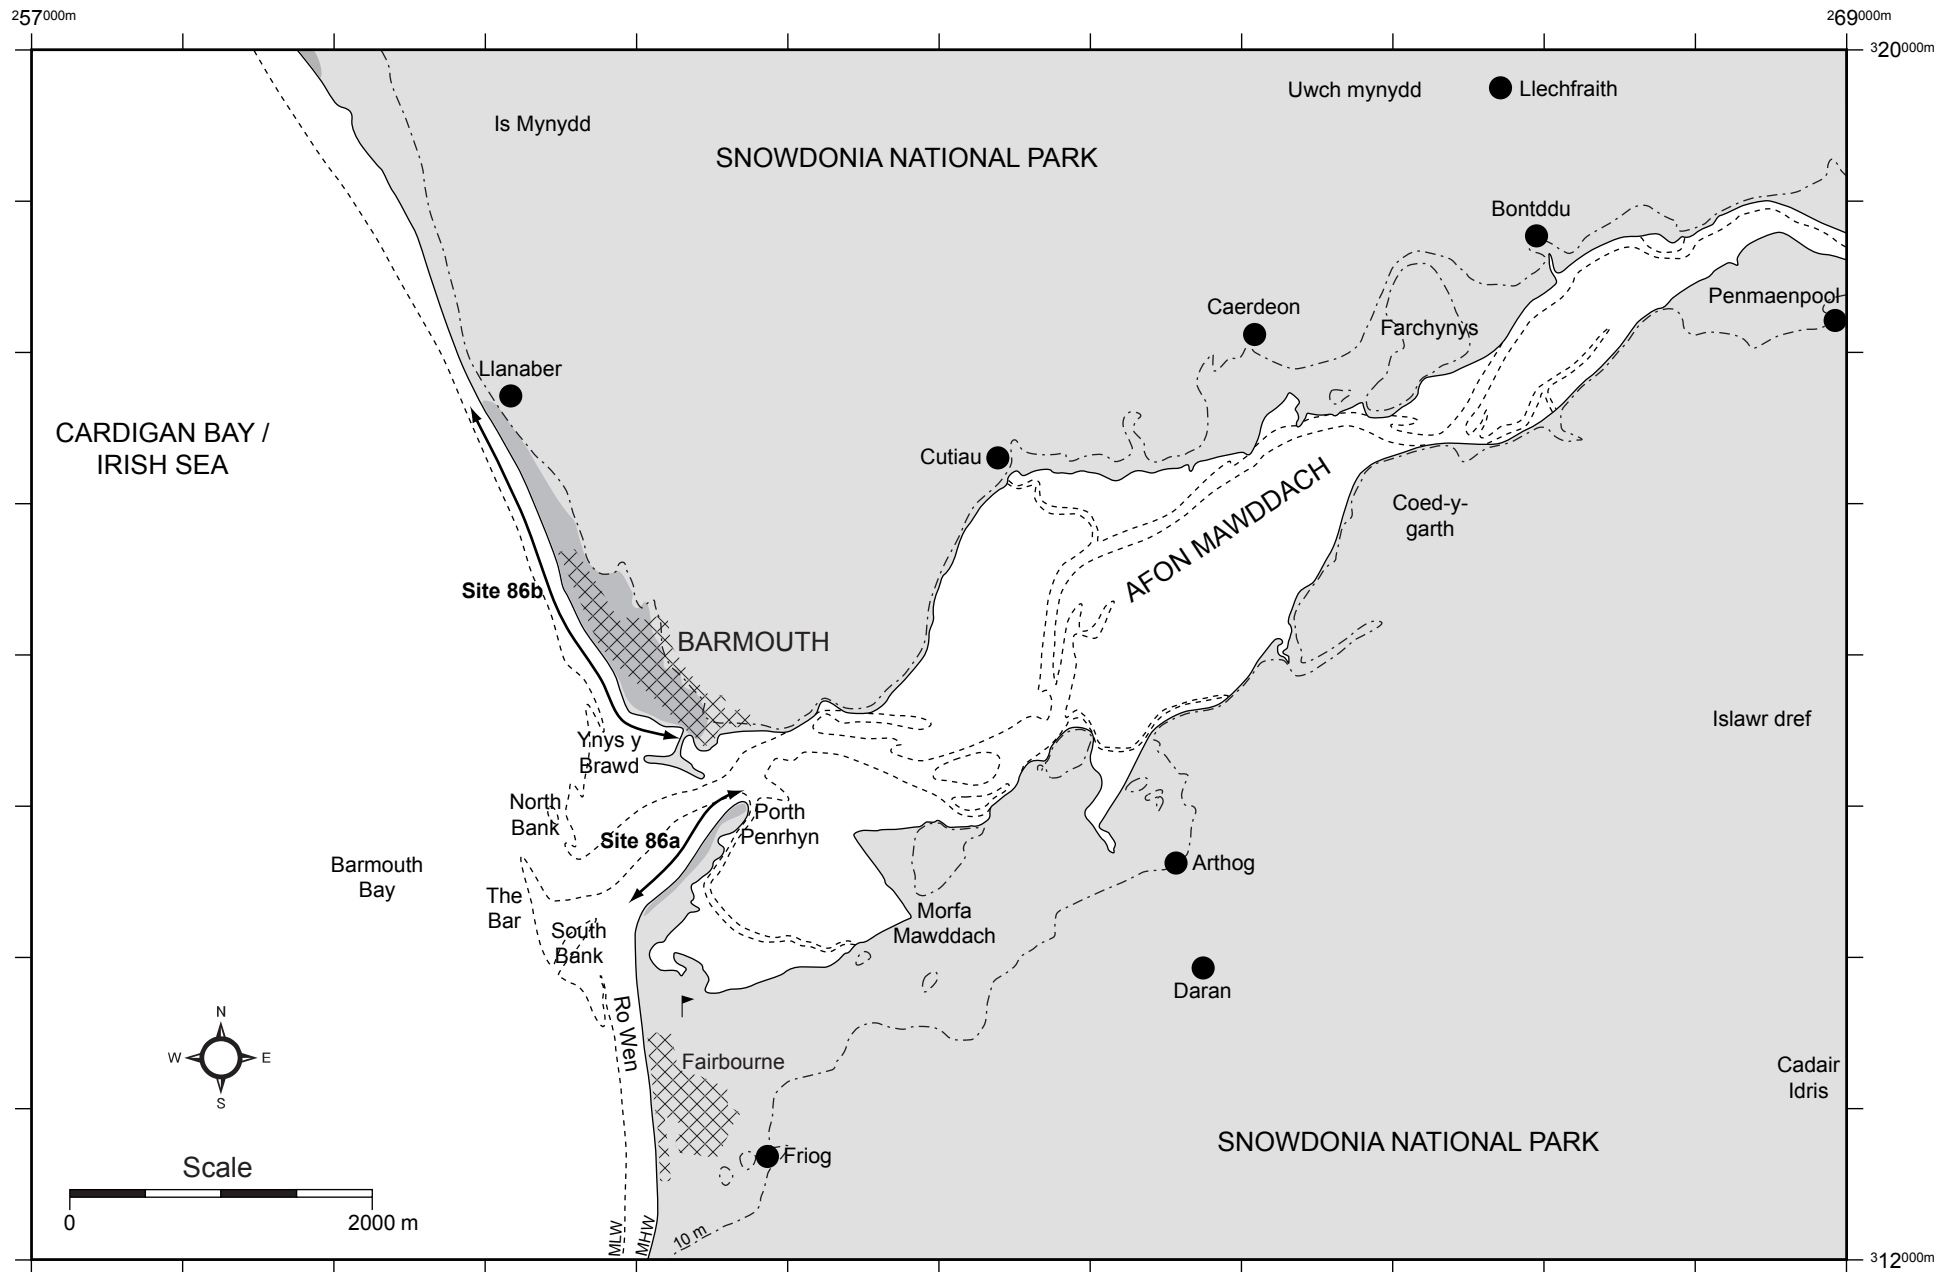 257000m
269000m
320000m
Uwch mynydd
Llechfraith
Is Mynydd
SNOWDONIA NATIONAL PARK
Bontddu
Penmaenpool
Caerdeon
Farchynys
Llanaber
CARDIGAN BAY /
IRISH SEA
Cutiau
AFON MAWDDACH
Coed-y-
garth
Site 86b
BARMOUTH
Islawr dref
Ynys y
Brawd
North
Bank
Porth
Penrhyn
Site 86a
Barmouth
Bay
Arthog
The
Bar
Morfa
Mawddach
South
Bank
Daran
Ro Wen
N
W
E
S
Fairbourne
Cadair
Idris
SNOWDONIA NATIONAL PARK
Friog
Scale
0
2000 m
MLW
MHW
10 m
312000m